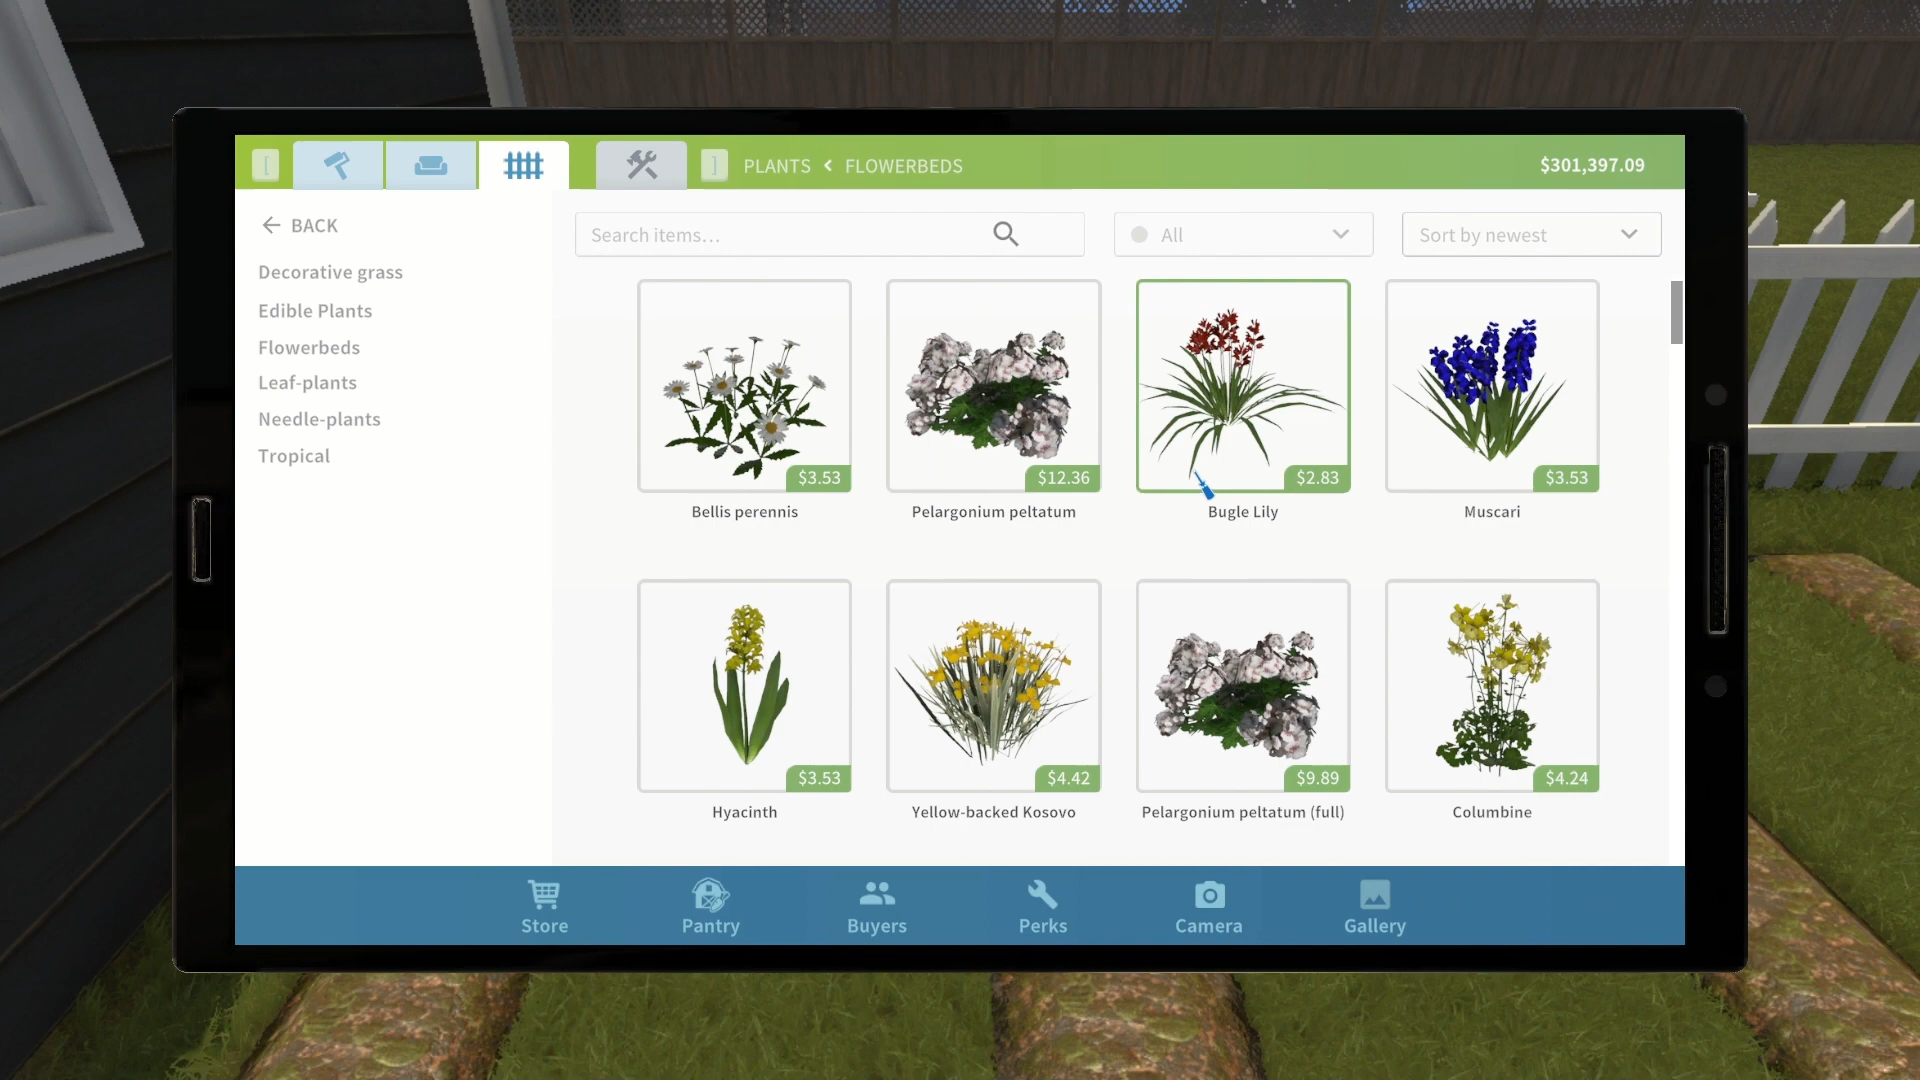 [
]
PLANTS < FLOWERBEDS
$301,397.09
BACK
Decorative grass
Edible Plants
Flowerbeds
Leaf-plants
Needle-plants
Tropical
Search items...
All
Sort by newest
$3.53
$12.36
$2.83
$3.53
Bellis perennis
Pelargonium peltatum
Bugle Lily
Muscari
$3.53
$4.42
$9.89
$4.24
Hyacinth
Yellow-backed Kosovo
Pelargonium peltatum (full)
Columbine
Store
Pantry
Buyers
Perks
Camera
Gallery